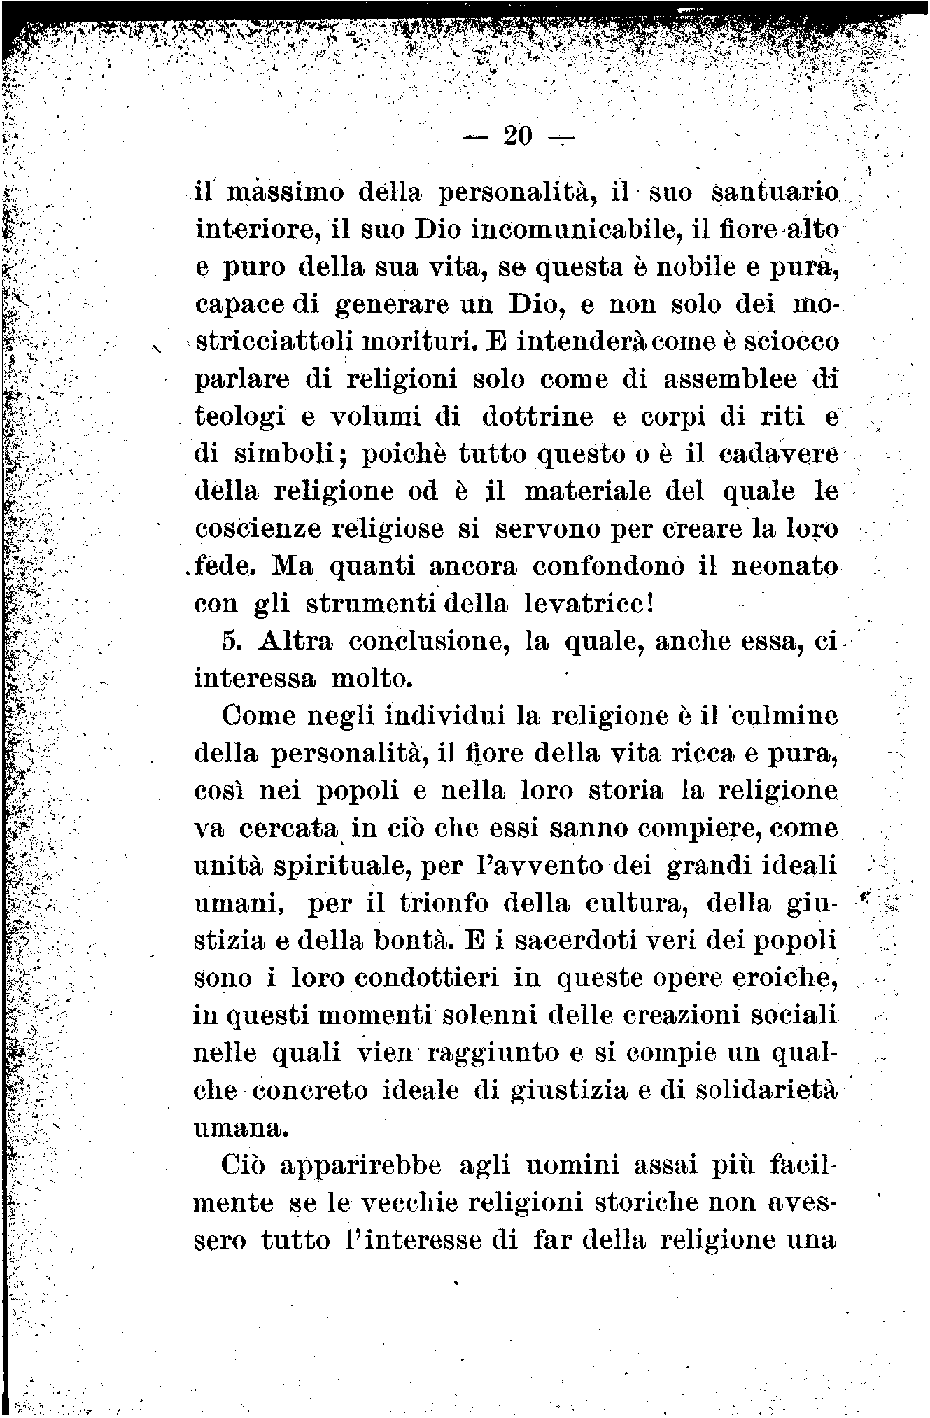 — 20 —
il massimo della personalità, il suo santuario
interiore, il suo Dio incomunicabile, il fiore alto
e puro della sua vita, se questa è nobile e pura,
capace di generare un Dio, e non solo dei mo-
stricciattoli morituri. E intenderà come è sciocco
parlare di religioni solo come di assemblee di
teologi e volumi di dottrine e corpi di riti e
di simboli; poichè tutto questo o è il cadavere
della religione od è il materiale del quale le
coscienze religiose si servono per creare la loro
fede. Ma quanti ancora confondono il neonato
con gli strumenti della levatrice!
5. Altra conclusione, la quale, anche essa, ci
interessa molto.
Come negli individui la religione è il culmine
della personalità, il fiore della vita ricca e pura,
così nei popoli e nella loro storia la religione
va cercata in ciò che essi sanno compiere, come
unità spirituale, per l'avvento dei grandi ideali
umani, per il trionfo della cultura, della giu-
stizia e della bontà. E i sacerdoti veri dei popoli
sono i loro condottieri in queste opere eroiche,
in questi momenti solenni delle creazioni sociali
nelle quali vien raggiunto e si compie un qual-
che concreto ideale di giustizia e di solidarietà
umana.
Ciò apparirebbe agli uomini assai più facil-
mente se le vecchie religioni storiche non aves-
sero tutto l'interesse di far della religione una